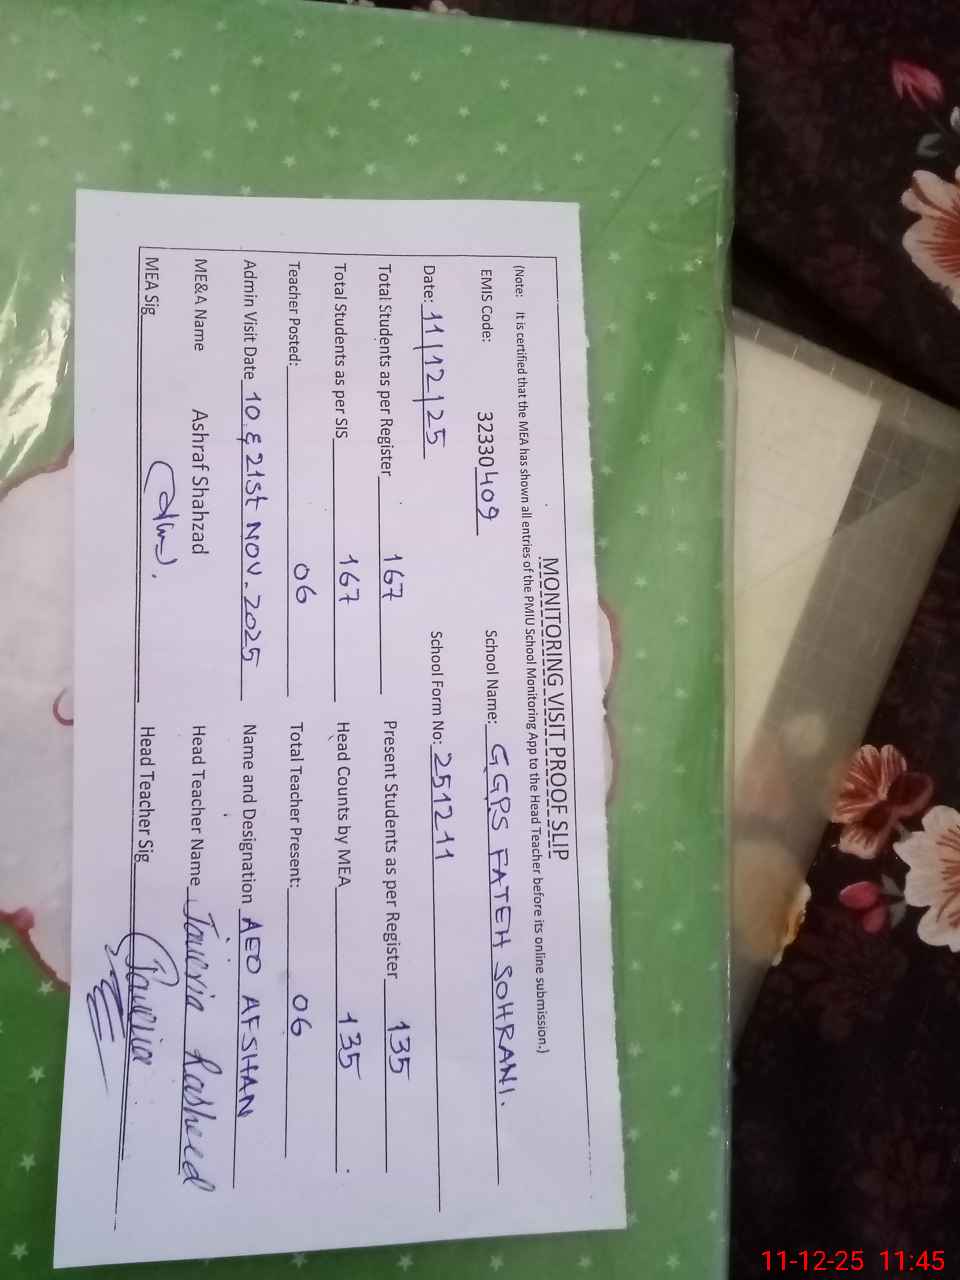 MONITORING VISIT PROOF SLIP
(Note: It is certified that the MEA has shown all entries of the PMIU School Monitoring App to the Head Teacher before its online submission.)
EMIS Code: 32330409 School Name: GGPS FATEH SOHRANI.
Date: 11/12/25 School Form No: 251211
Total Students as per Register 167 Present Students as per Register 135
Total Students as per SIS 167 Head Counts by MEA 135
Teacher Posted: 06 Total Teacher Present: 06
Admin Visit Date 10 & 21st NOV-2025 Name and Designation AEO AFSHAN
ME&A Name Ashraf Shahzad Head Teacher Name Javeria Rasheed
MEA Sig Head Teacher Sig Javeria
11-12-25 11:45